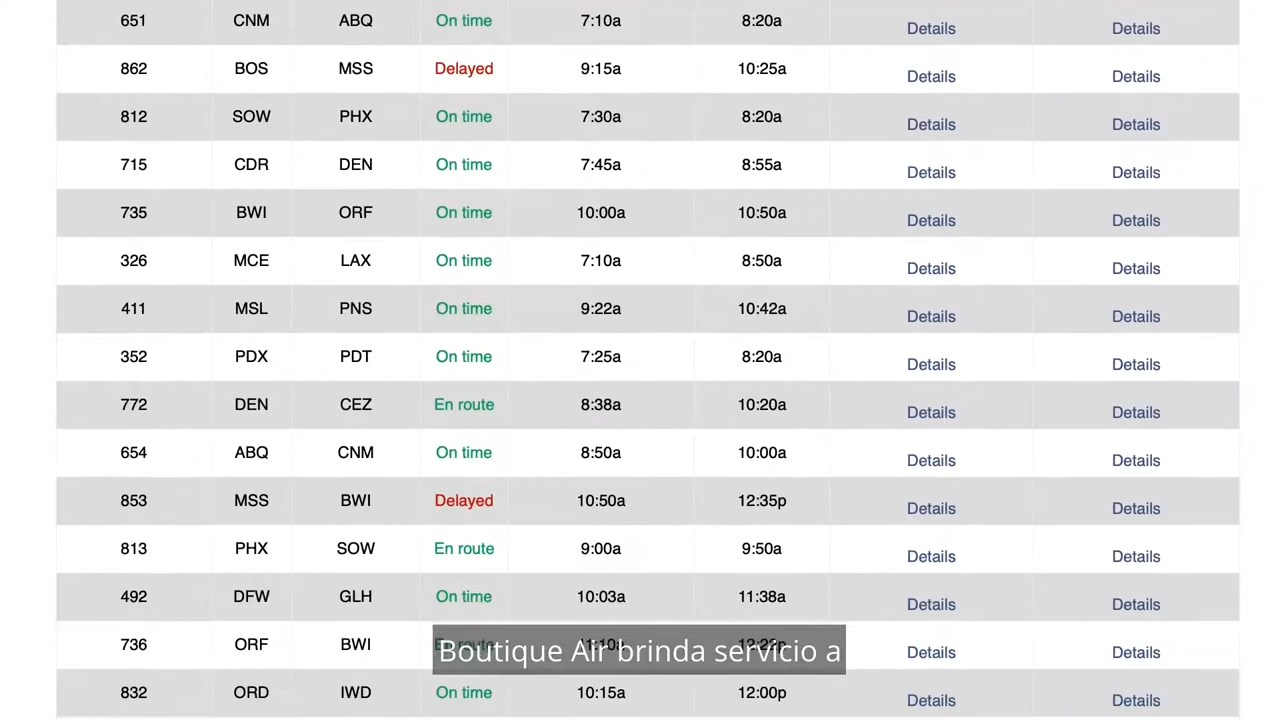 651 CNM ABQ On time 7:10a 8:20a Details Details
862 BOS MSS Delayed 9:15a 10:25a Details Details
812 SOW PHX On time 7:30a 8:20a Details Details
715 CDR DEN On time 7:45a 8:55a Details Details
735 BWI ORF On time 10:00a 10:50a Details Details
326 MCE LAX On time 7:10a 8:50a Details Details
411 MSL PNS On time 9:22a 10:42a Details Details
352 PDX PDT On time 7:25a 8:20a Details Details
772 DEN CEZ En route 8:38a 10:20a Details Details
654 ABQ CNM On time 8:50a 10:00a Details Details
853 MSS BWI Delayed 10:50a 12:35p Details Details
813 PHX SOW En route 9:00a 9:50a Details Details
492 DFW GLH On time 10:03a 11:38a Details Details
736 ORF BWI Details Details
Boutique Air brinda servicio a
832 ORD IWD On time 10:15a 12:00p Details Details